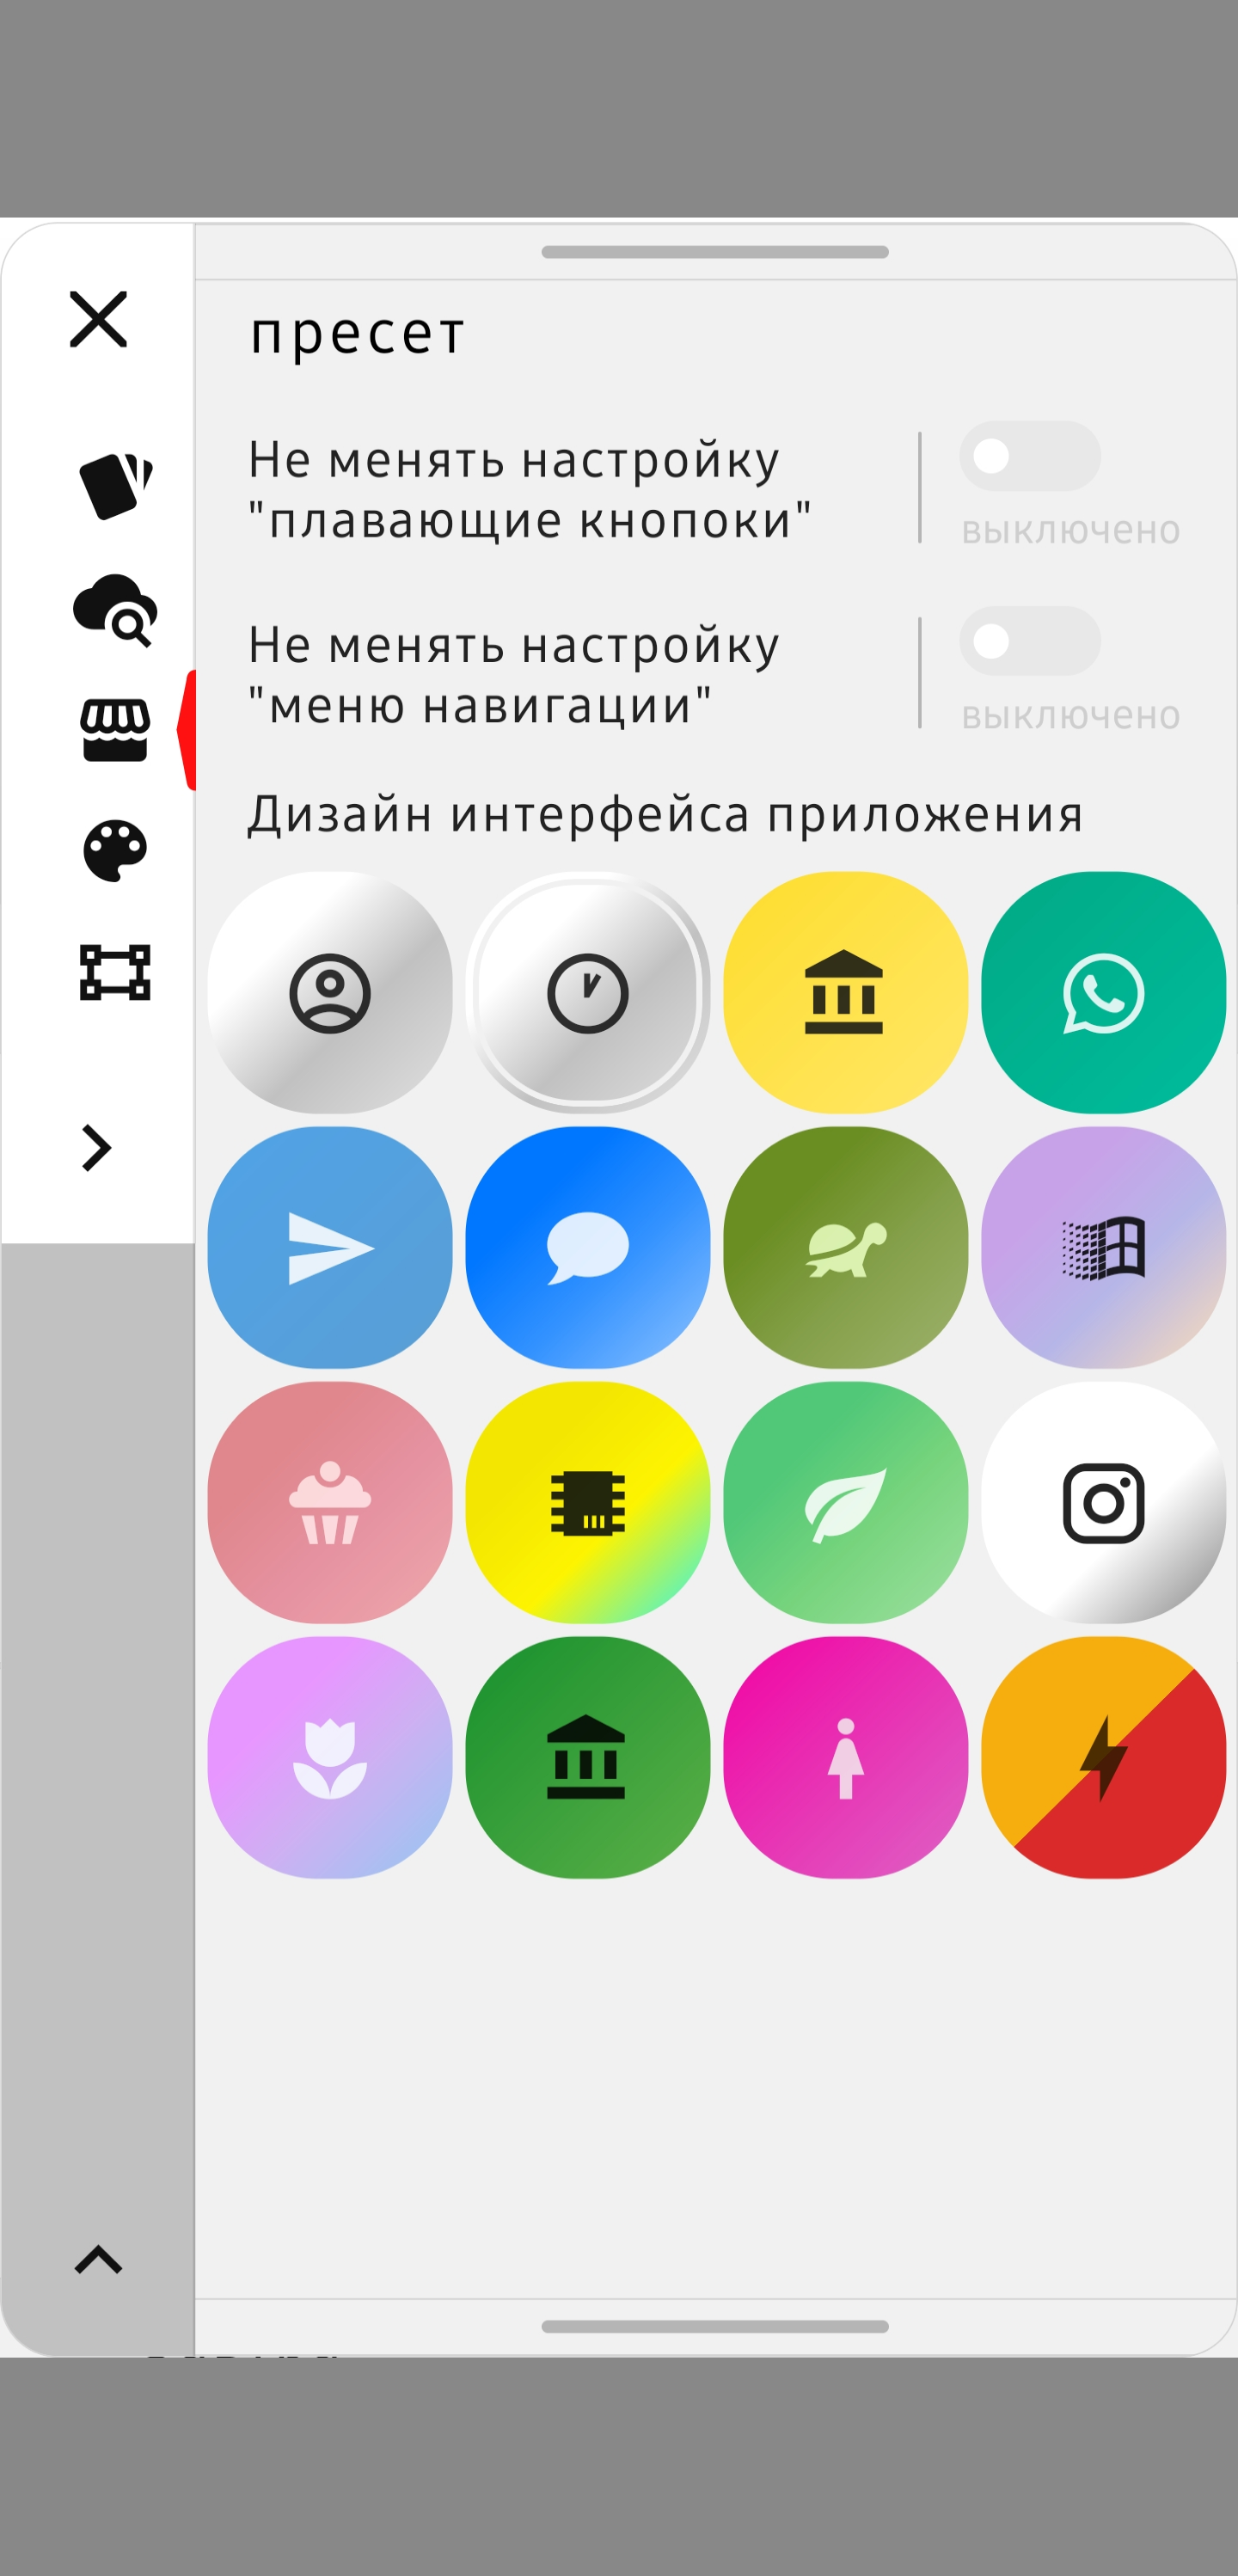 пресет
Не менять настройку
"плавающие кнопоки"
выключено
Не менять настройку
"меню навигации"
выключено
Дизайн интерфейса приложения